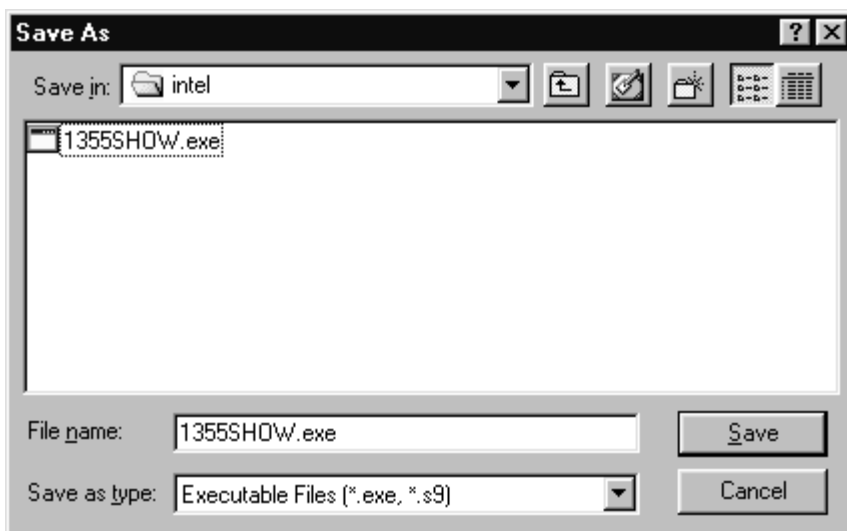 Save As
Save in: intel
1355SHOW.exe
File name: 1355SHOW.exe Save
Save as type: Executable Files (*.exe, *.s9) Cancel